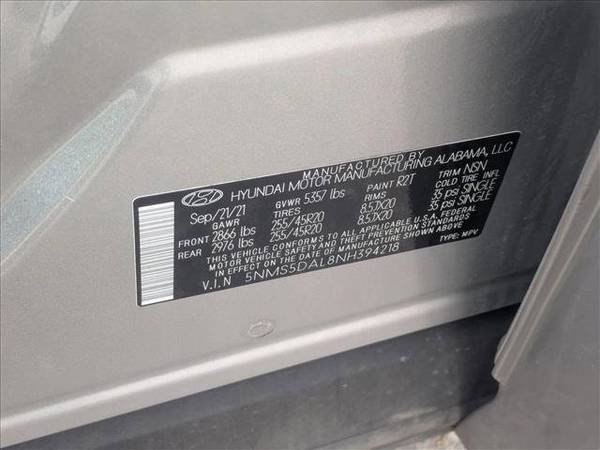 MANUFACTURED BY
HYUNDAI MOTOR MANUFACTURING ALABAMA, LLC
Sep/21/21 GVWR 5357 lbs PAINT R2T TRIM NSN
GAWR TIRES RIMS COLD TIRE INFL
FRONT 2866 lbs 255/45R20 8.5JX20 35 psi SINGLE
REAR 2976 lbs 255/45R20 8.5JX20 35 psi SINGLE
THIS VEHICLE CONFORMS TO ALL APPLICABLE U.S.A. FEDERAL
MOTOR VEHICLE SAFETY AND THEFT PREVENTION STANDARDS
IN EFFECT ON THE DATE OF MANUFACTURE SHOWN ABOVE.
V.I.N 5NMS5DAL8NH394218 TYPE: MPV